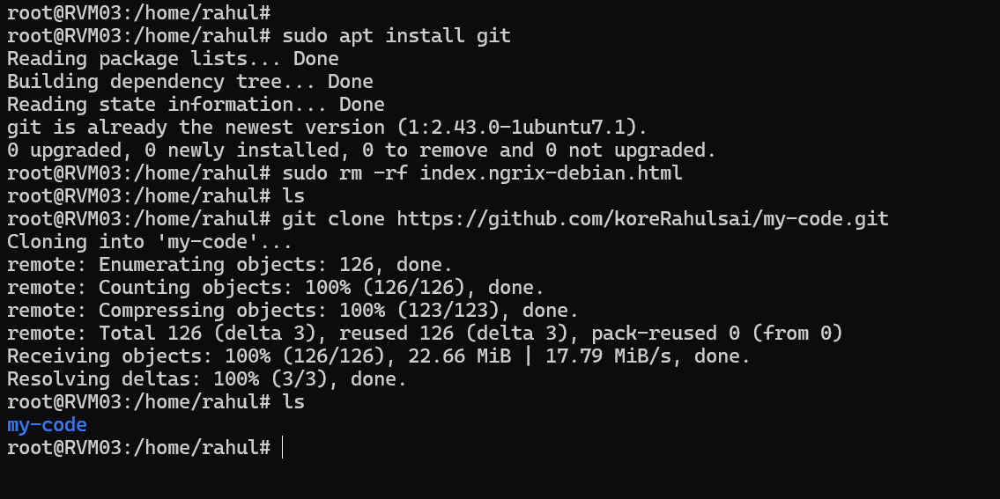 root@RVM03:/home/rahul#
root@RVM03:/home/rahul# sudo apt install git
Reading package lists... Done
Building dependency tree... Done
Reading state information... Done
git is already the newest version (1:2.43.0-1ubuntu7.1).
0 upgraded, 0 newly installed, 0 to remove and 0 not upgraded.
root@RVM03:/home/rahul# sudo rm -rf index.ngrix-debian.html
root@RVM03:/home/rahul# ls
root@RVM03:/home/rahul# git clone https://github.com/koreRahulsai/my-code.git
Cloning into 'my-code'...
remote: Enumerating objects: 126, done.
remote: Counting objects: 100% (126/126), done.
remote: Compressing objects: 100% (123/123), done.
remote: Total 126 (delta 3), reused 126 (delta 3), pack-reused 0 (from 0)
Receiving objects: 100% (126/126), 22.66 MiB | 17.79 MiB/s, done.
Resolving deltas: 100% (3/3), done.
root@RVM03:/home/rahul# ls
my-code
root@RVM03:/home/rahul#